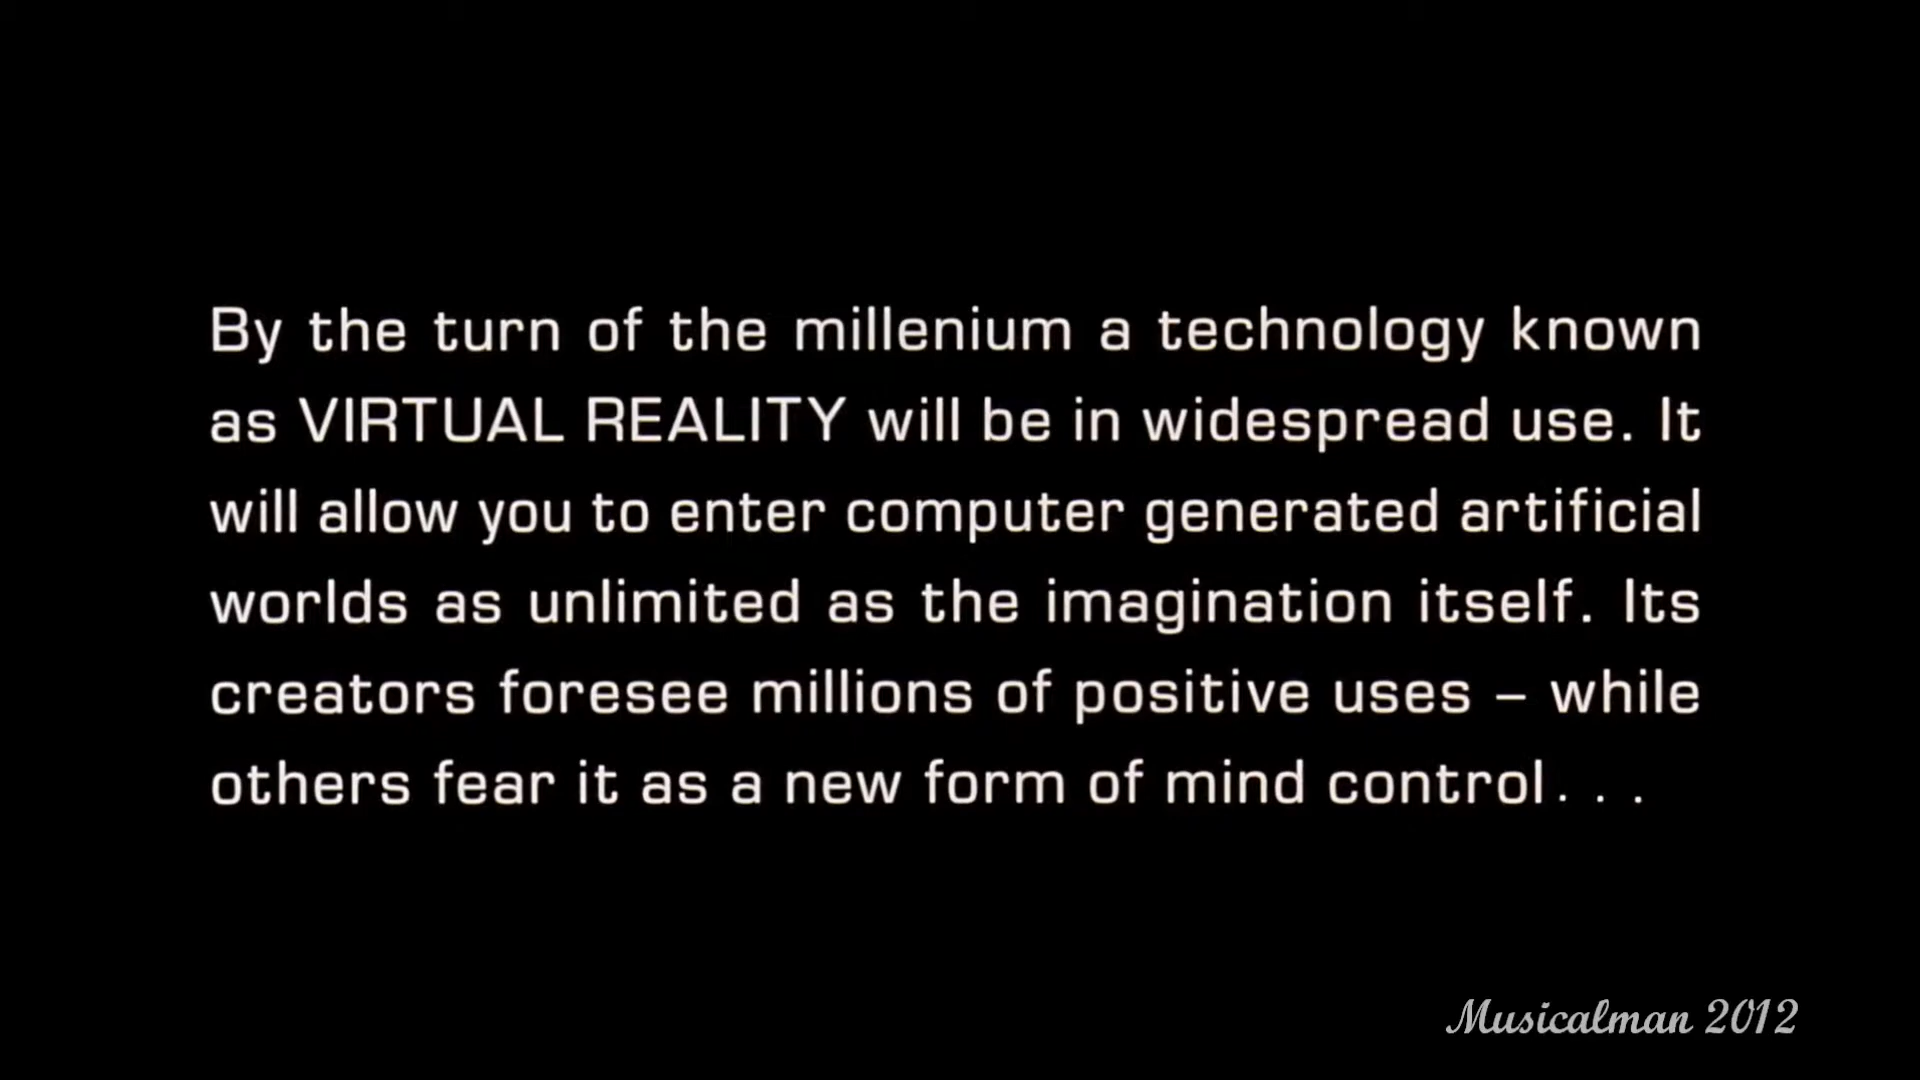 By the turn of the millenium a technology known
as VIRTUAL REALITY will be in widespread use. It
will allow you to enter computer generated artificial
worlds as unlimited as the imagination itself. Its
creators foresee millions of positive uses – while
others fear it as a new form of mind control. . .
Musicalman 2012